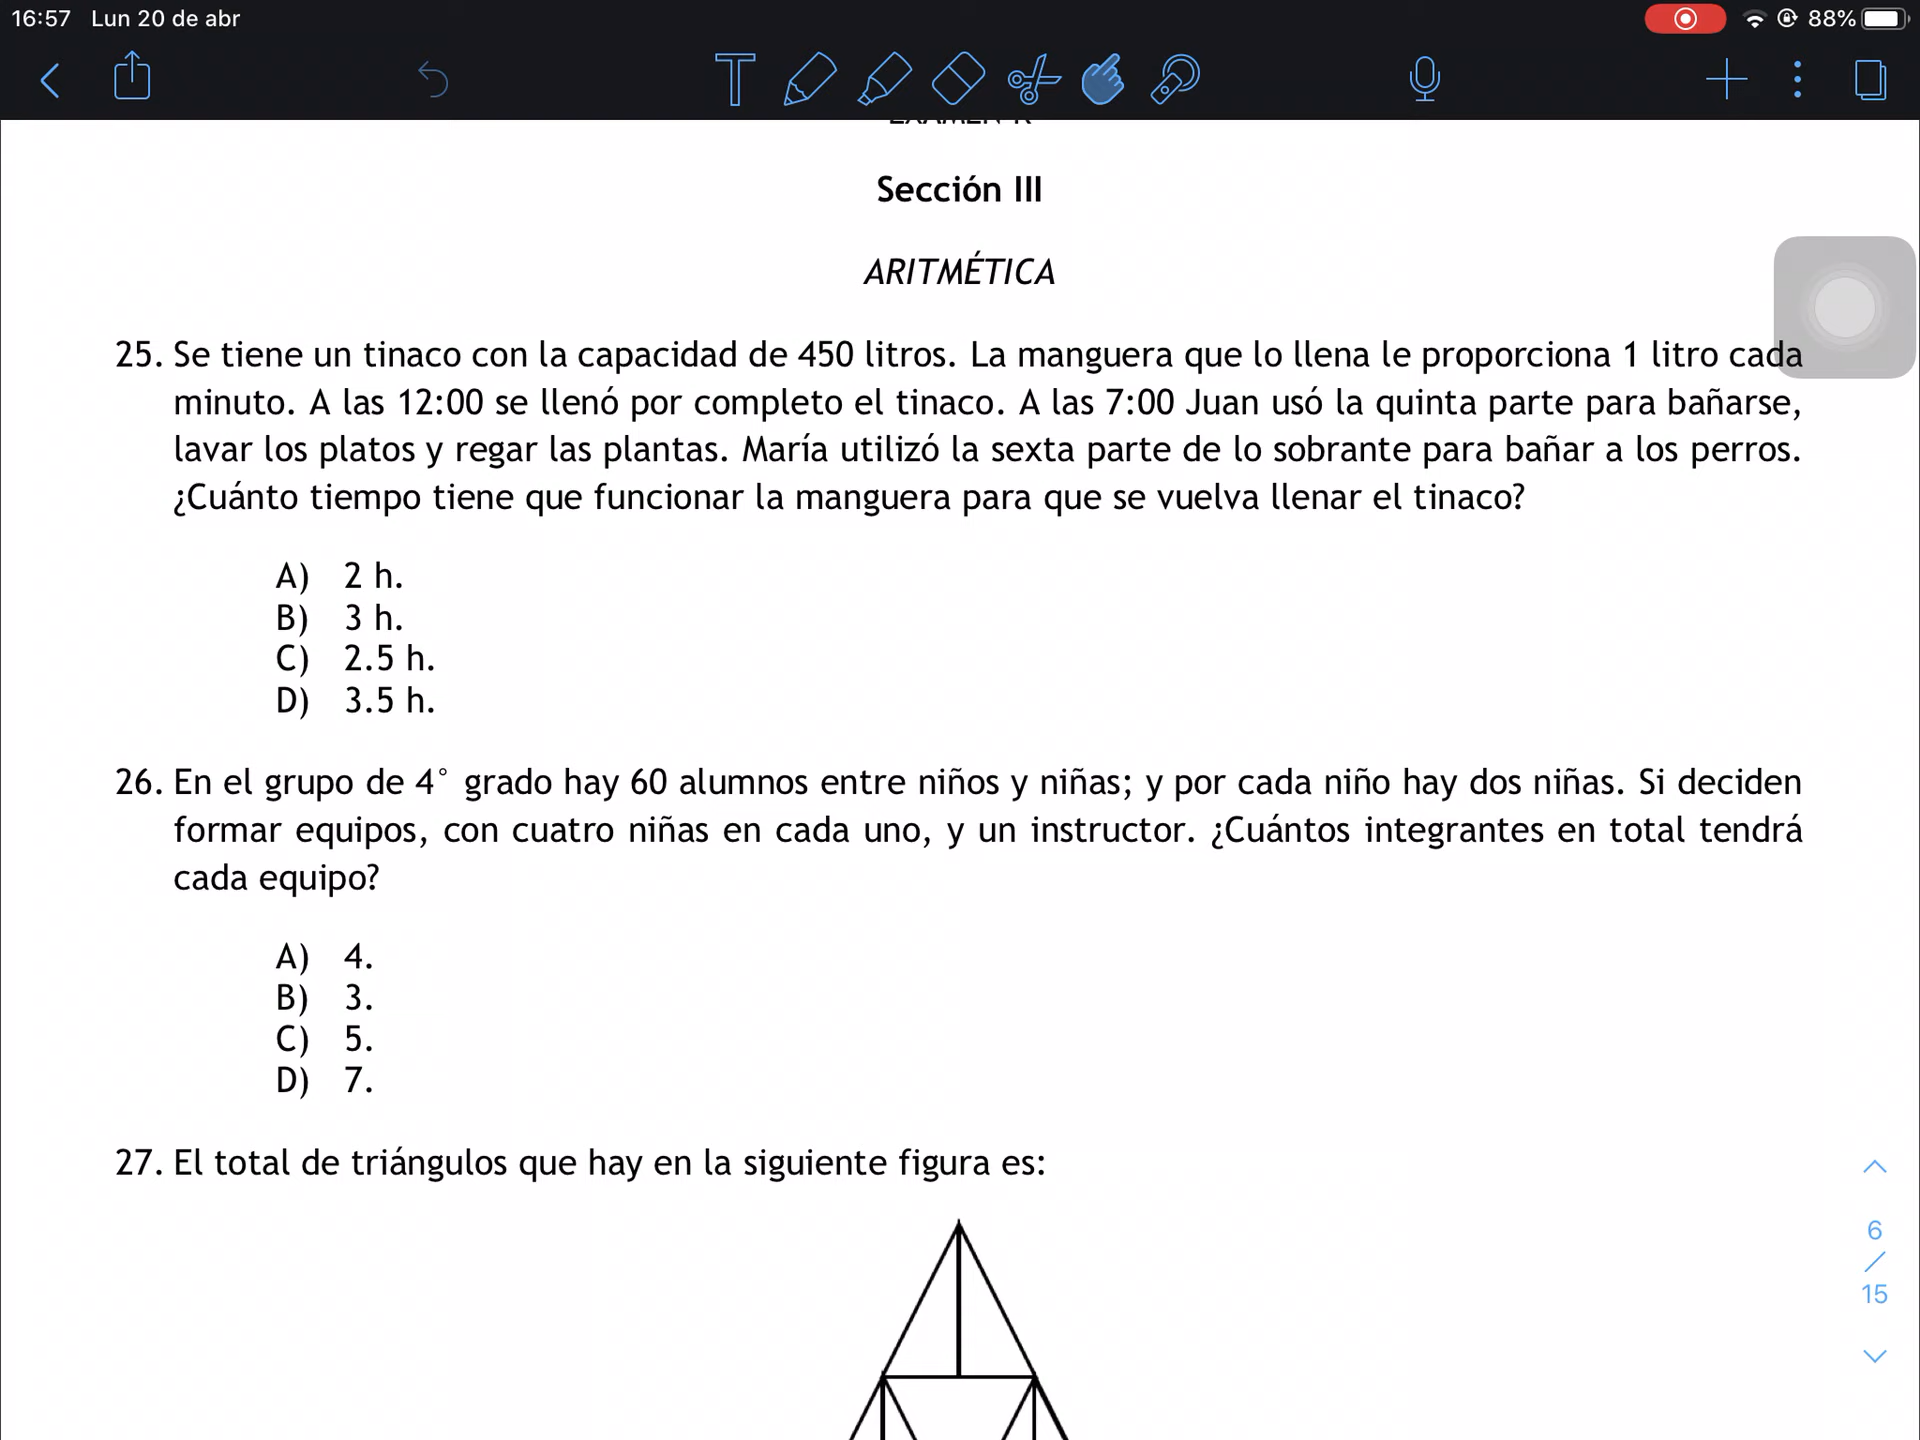 16:57 Lun 20 de abr
88%
Sección III
ARITMÉTICA
25. Se tiene un tinaco con la capacidad de 450 litros. La manguera que lo llena le proporciona 1 litro cada
minuto. A las 12:00 se llenó por completo el tinaco. A las 7:00 Juan usó la quinta parte para bañarse,
lavar los platos y regar las plantas. María utilizó la sexta parte de lo sobrante para bañar a los perros.
¿Cuánto tiempo tiene que funcionar la manguera para que se vuelva llenar el tinaco?
A) 2 h.
B) 3 h.
C) 2.5 h.
D) 3.5 h.
26. En el grupo de 4° grado hay 60 alumnos entre niños y niñas; y por cada niño hay dos niñas. Si deciden
formar equipos, con cuatro niñas en cada uno, y un instructor. ¿Cuántos integrantes en total tendrá
cada equipo?
A) 4.
B) 3.
C) 5.
D) 7.
27. El total de triángulos que hay en la siguiente figura es:
6
/
15